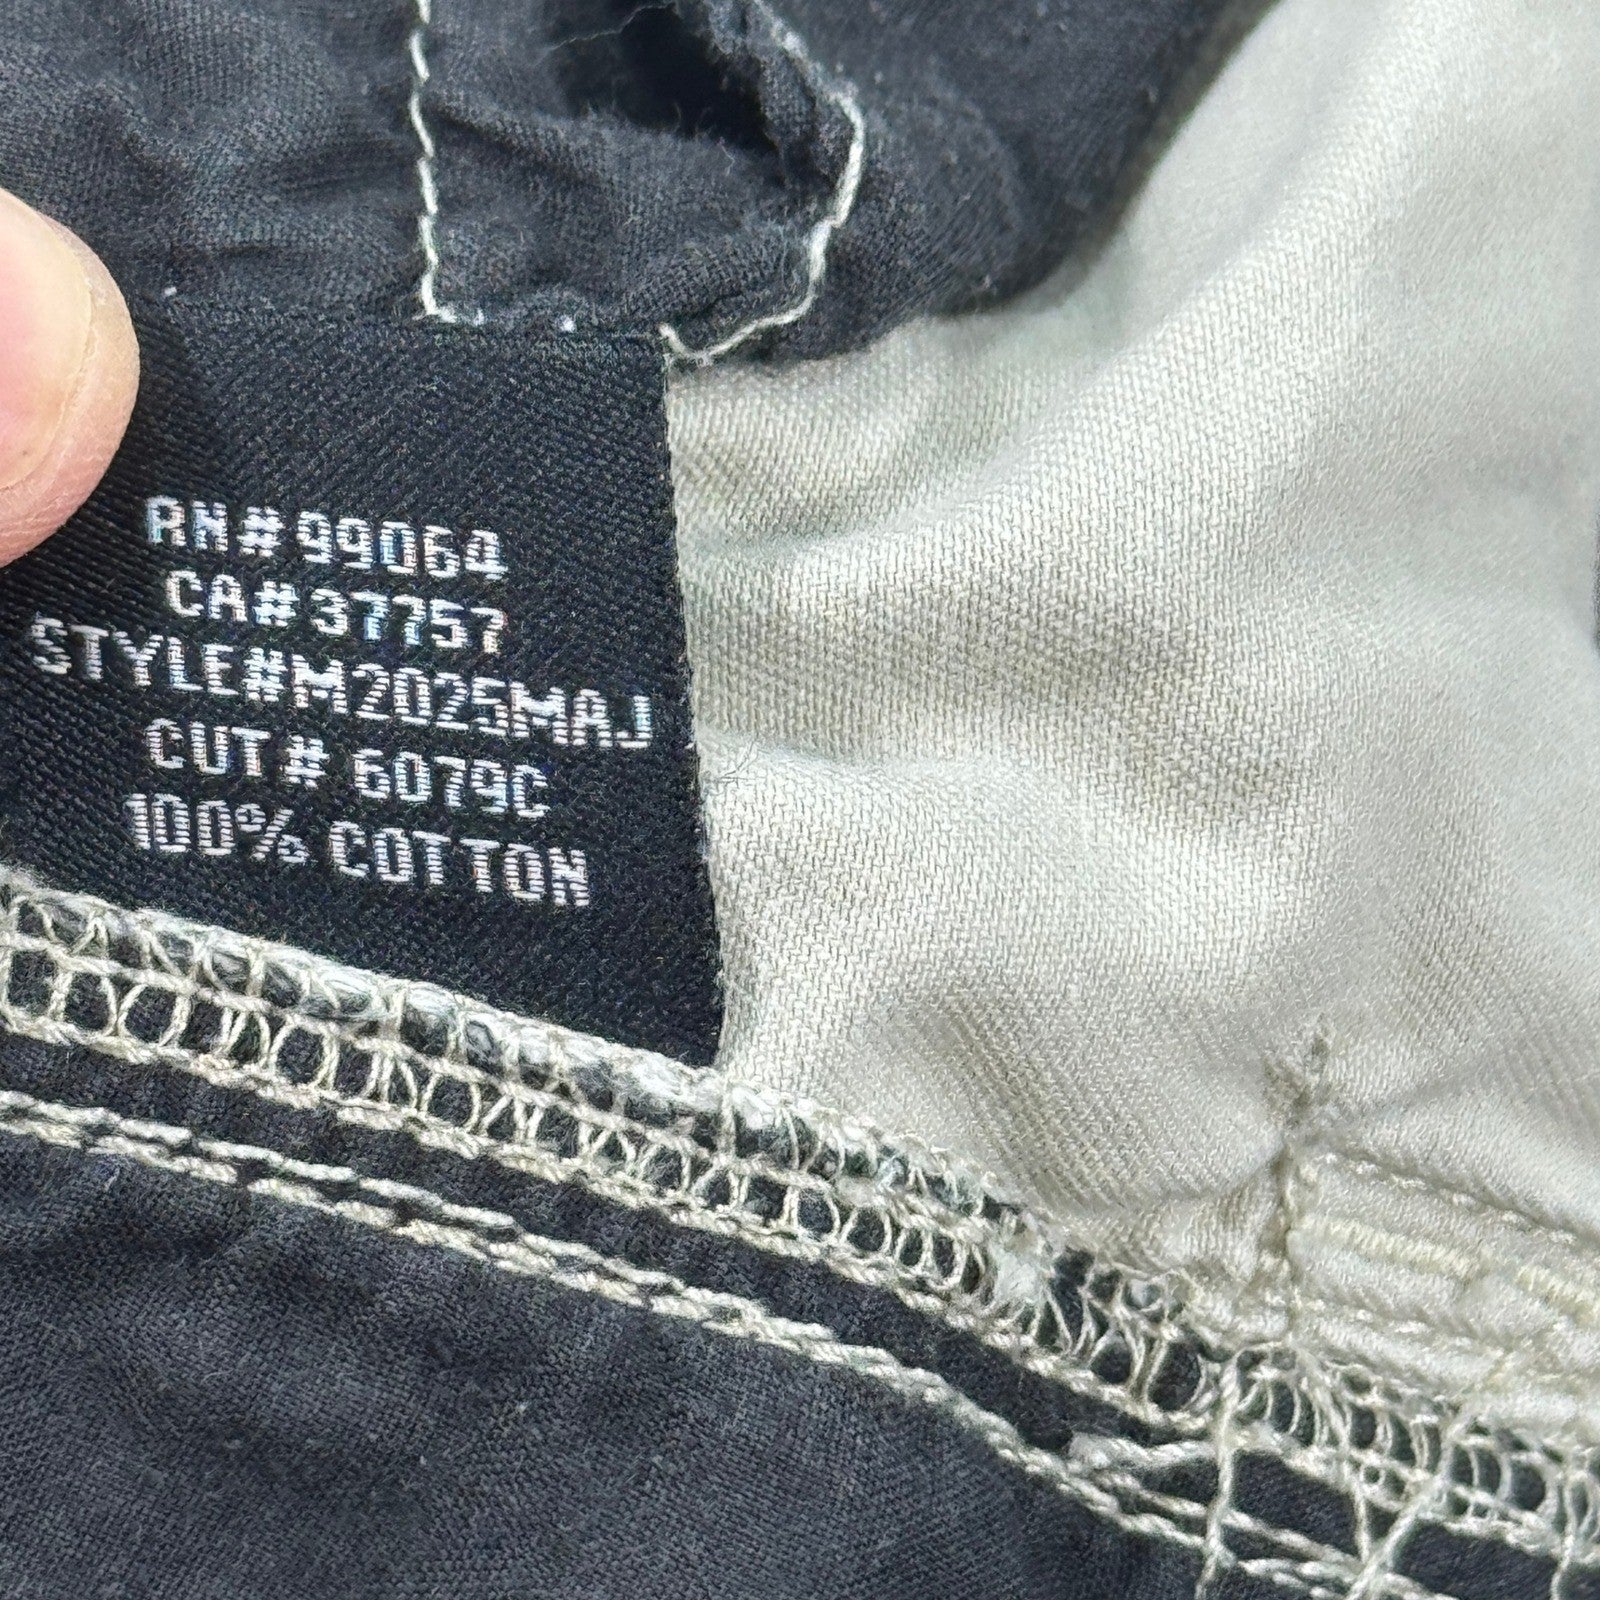 RN# 99064
CA# 37757
STYLE#M2025MAJ
CUT# 6079C
100% COTTON